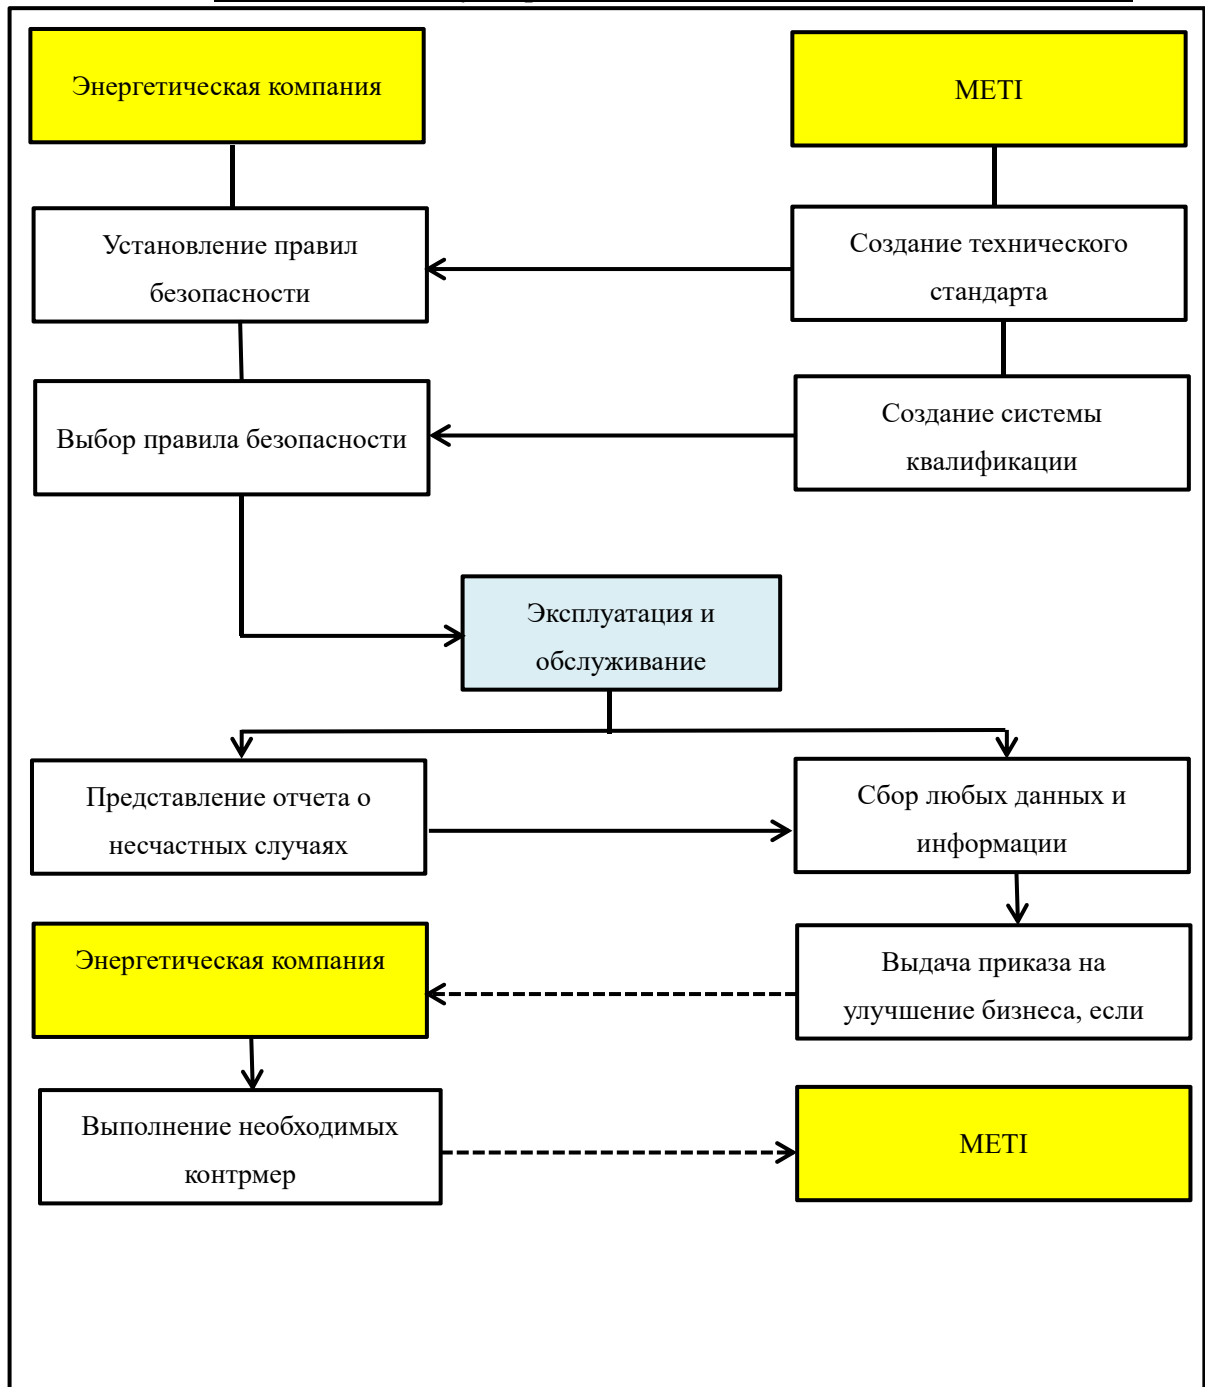 Энергетическая компания
METI
Установление правил
безопасности
Создание технического
стандарта
Выбор правила безопасности
Создание системы
квалификации
Эксплуатация и
обслуживание
Представление отчета о
несчастных случаях
Сбор любых данных и
информации
Энергетическая компания
Выдача приказа на
улучшение бизнеса, если
Выполнение необходимых
контрмер
METI